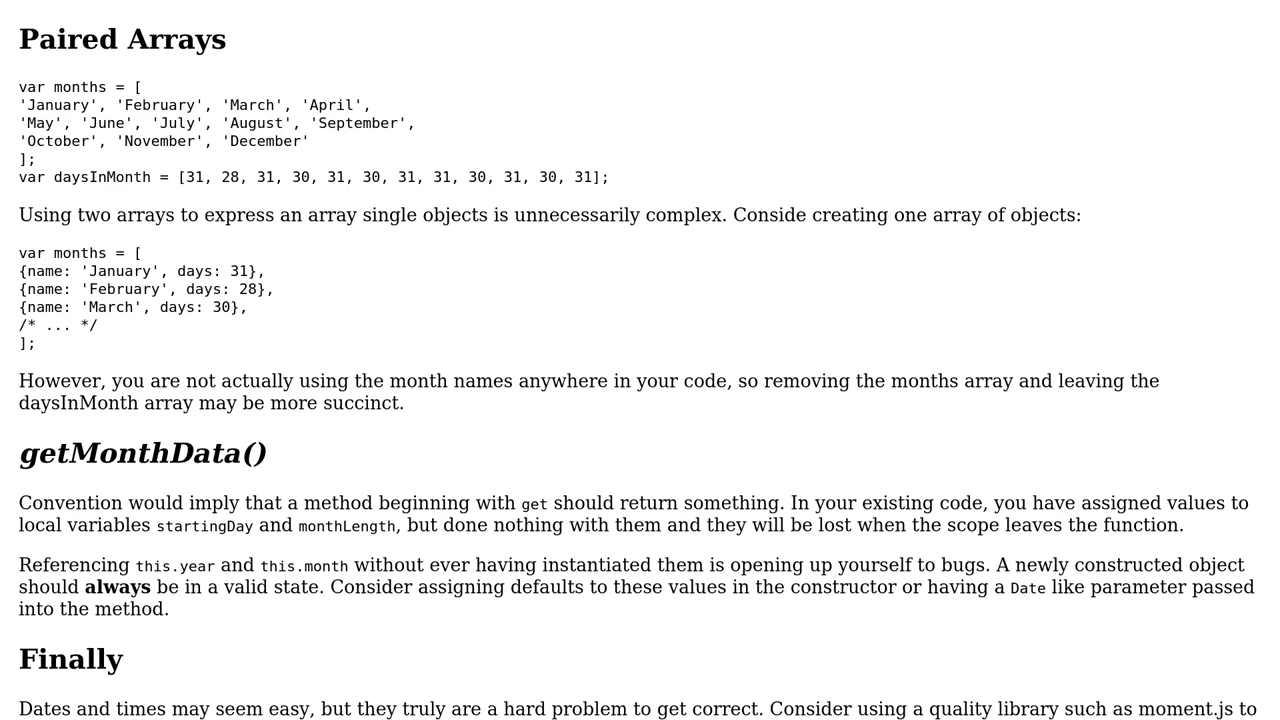 Paired Arrays
var months = [
'January', 'February', 'March', 'April',
'May', 'June', 'July', 'August', 'September',
'October', 'November', 'December'
];
var daysInMonth = [31, 28, 31, 30, 31, 30, 31, 31, 30, 31, 30, 31];
Using two arrays to express an array single objects is unnecessarily complex. Conside creating one array of objects:
var months = [
{name: 'January', days: 31},
{name: 'February', days: 28},
{name: 'March', days: 30},
/* ... */
];
However, you are not actually using the month names anywhere in your code, so removing the months array and leaving the
daysInMonth array may be more succinct.
getMonthData()
Convention would imply that a method beginning with get should return something. In your existing code, you have assigned values to
local variables startingDay and monthLength, but done nothing with them and they will be lost when the scope leaves the function.
Referencing this.year and this.month without ever having instantiated them is opening up yourself to bugs. A newly constructed object
should always be in a valid state. Consider assigning defaults to these values in the constructor or having a Date like parameter passed
into the method.
Finally
Dates and times may seem easy, but they truly are a hard problem to get correct. Consider using a quality library such as moment.js to